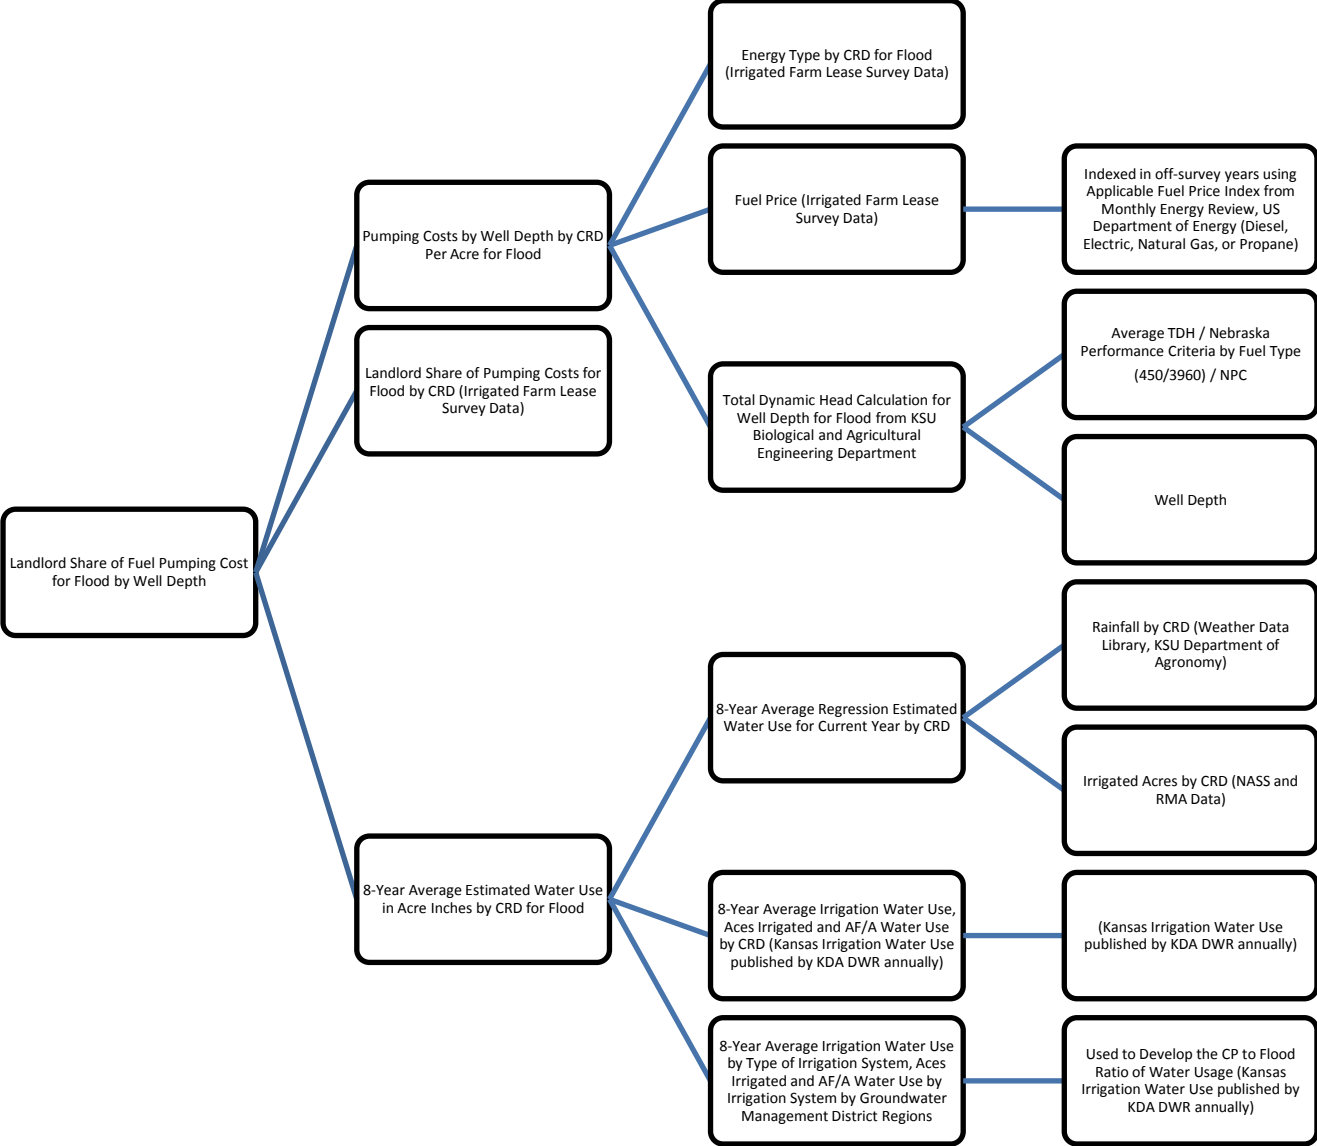 Landlord Share of Fuel Pumping Cost
for Flood by Well Depth
Pumping Costs by Well Depth by CRD
Per Acre for Flood
Energy Type by CRD for Flood
(Irrigated Farm Lease Survey Data)
Fuel Price (Irrigated Farm Lease
Survey Data)
Indexed in off-survey years using
Applicable Fuel Price Index from
Monthly Energy Review, US
Department of Energy (Diesel,
Electric, Natural Gas, or Propane)
Total Dynamic Head Calculation for
Well Depth for Flood from KSU
Biological and Agricultural
Engineering Department
Average TDH / Nebraska
Performance Criteria by Fuel Type
(450/3960) / NPC
Well Depth
Landlord Share of Pumping Costs for
Flood by CRD (Irrigated Farm Lease
Survey Data)
8-Year Average Estimated Water Use
in Acre Inches by CRD for Flood
8-Year Average Regression Estimated
Water Use for Current Year by CRD
Rainfall by CRD (Weather Data
Library, KSU Department of
Agronomy)
Irrigated Acres by CRD (NASS and
RMA Data)
8-Year Average Irrigation Water Use,
Aces Irrigated and AF/A Water Use
by CRD (Kansas Irrigation Water Use
published by KDA DWR annually)
(Kansas Irrigation Water Use
published by KDA DWR annually)
8-Year Average Irrigation Water Use
by Type of Irrigation System, Aces
Irrigated and AF/A Water Use by
Irrigation System by Groundwater
Management District Regions
Used to Develop the CP to Flood
Ratio of Water Usage (Kansas
Irrigation Water Use published by
KDA DWR annually)